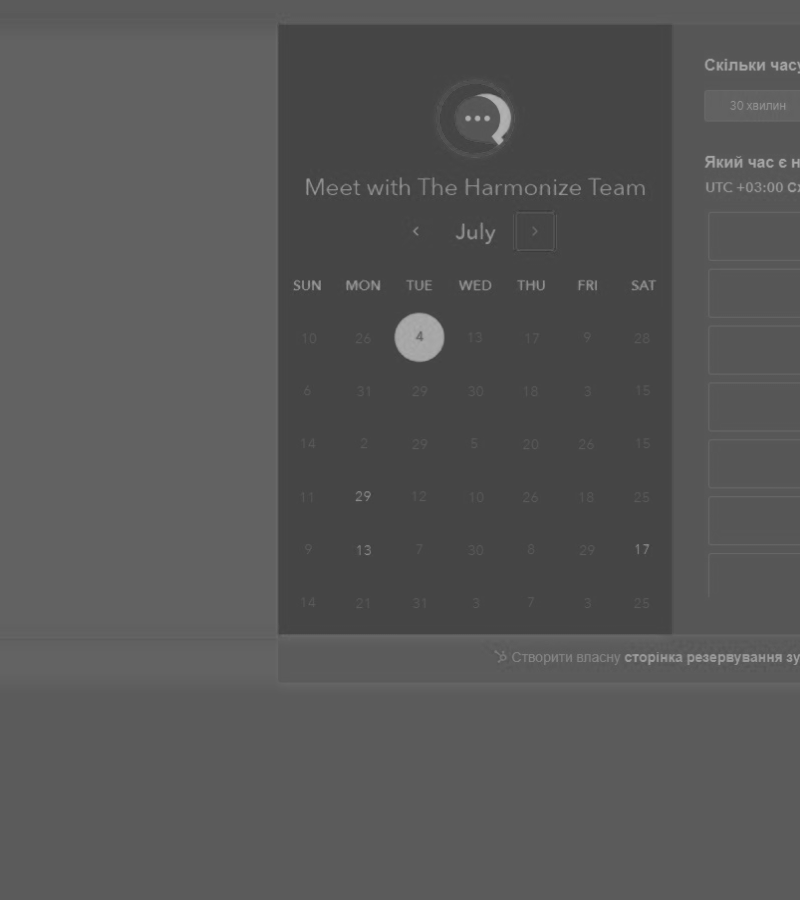 Meet with The Harmonize Team
July
SUN MON TUE WED THU FRI SAT
10 26 4 13 17 9 28
6 31 29 30 18 3 15
14 2 29 5 20 26 15
11 29 12 10 26 18 25
9 13 7 30 8 29 17
14 21 31 3 7 3 25
Скільки часу
30 хвилин
Який час є н
UTC +03:00 Сх
Створити власну сторінка резервування зу